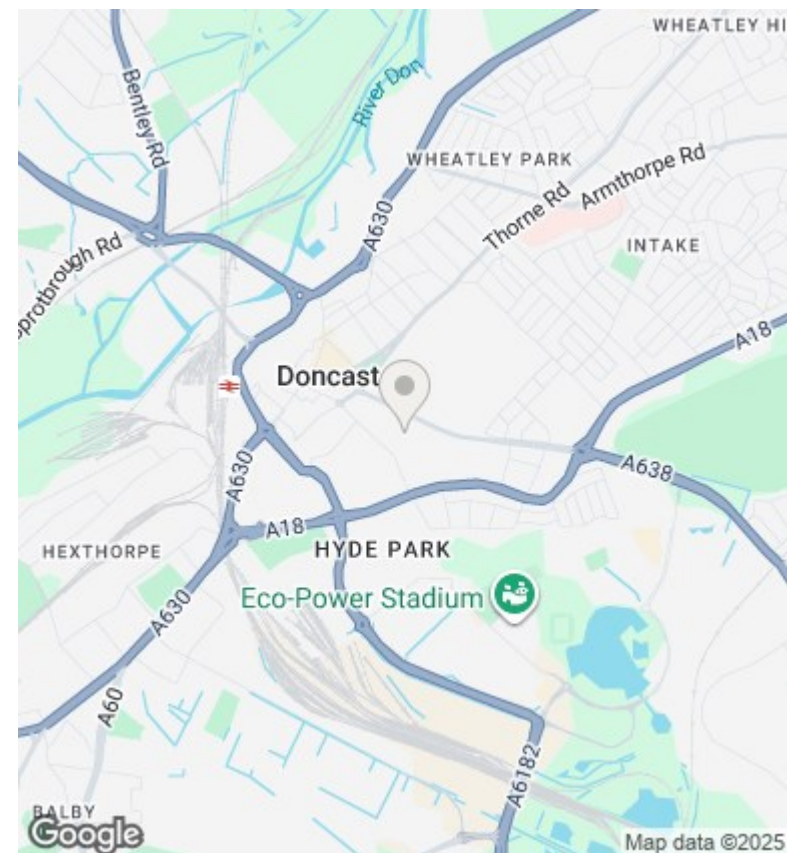 WHEATLEY HI
Bentley Rd
River Don
WHEATLEY PARK
Armthorpe Rd
Thorne Rd
A630
INTAKE
protbrough Rd
A18
Doncast
A630
A638
A18
HEXTHORPE
HYDE PARK
Eco-Power Stadium
A630
A60
A6182
BALBY
Google
Map data ©2025